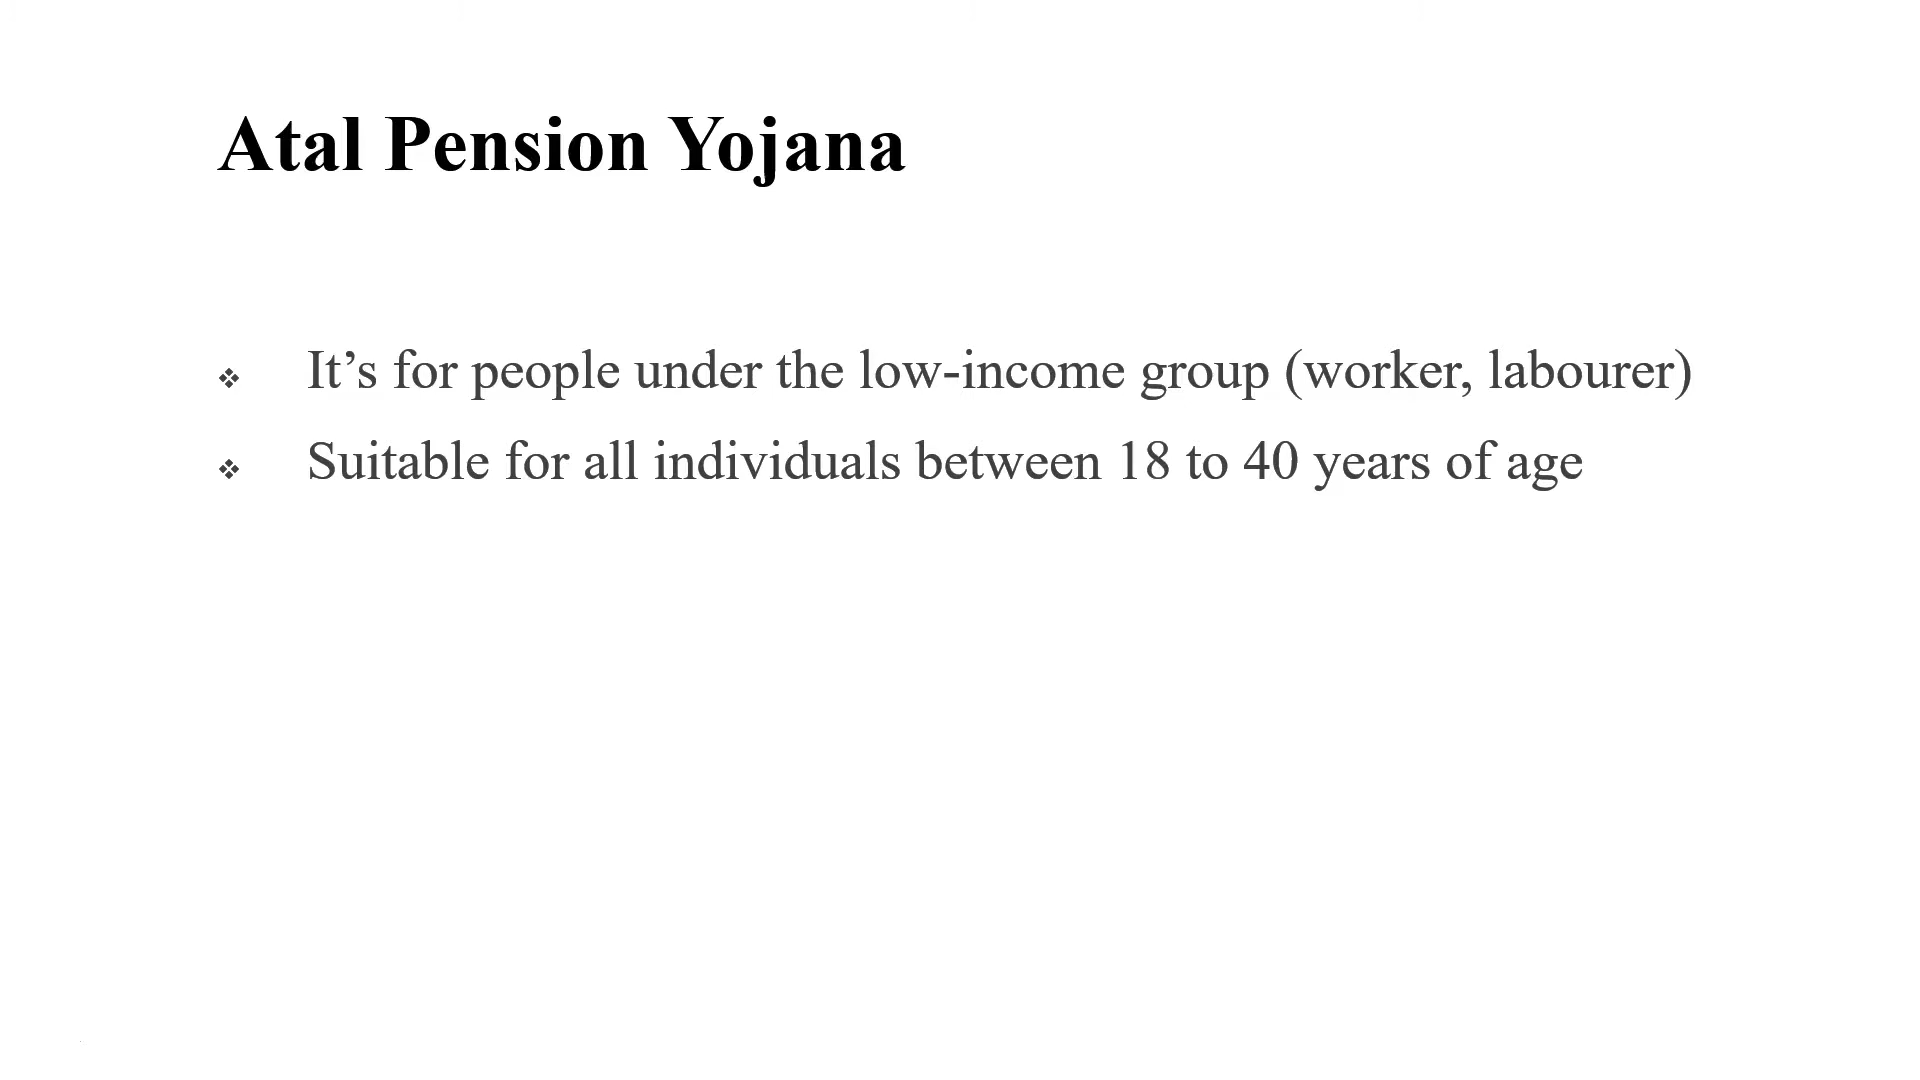 Atal Pension Yojana
❖ It’s for people under the low-income group (worker, labourer)
❖ Suitable for all individuals between 18 to 40 years of age